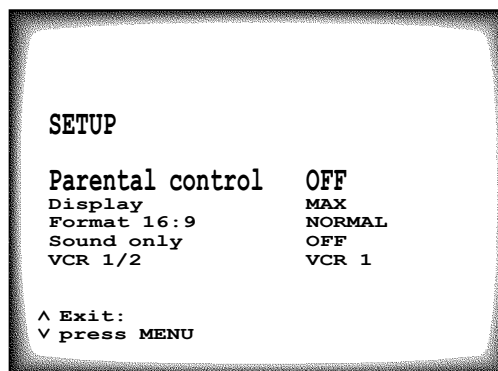 SETUP
Parental control OFF
Display MAX
Format 16:9 NORMAL
Sound only OFF
VCR 1/2 VCR 1
∧ Exit:
∨ press MENU